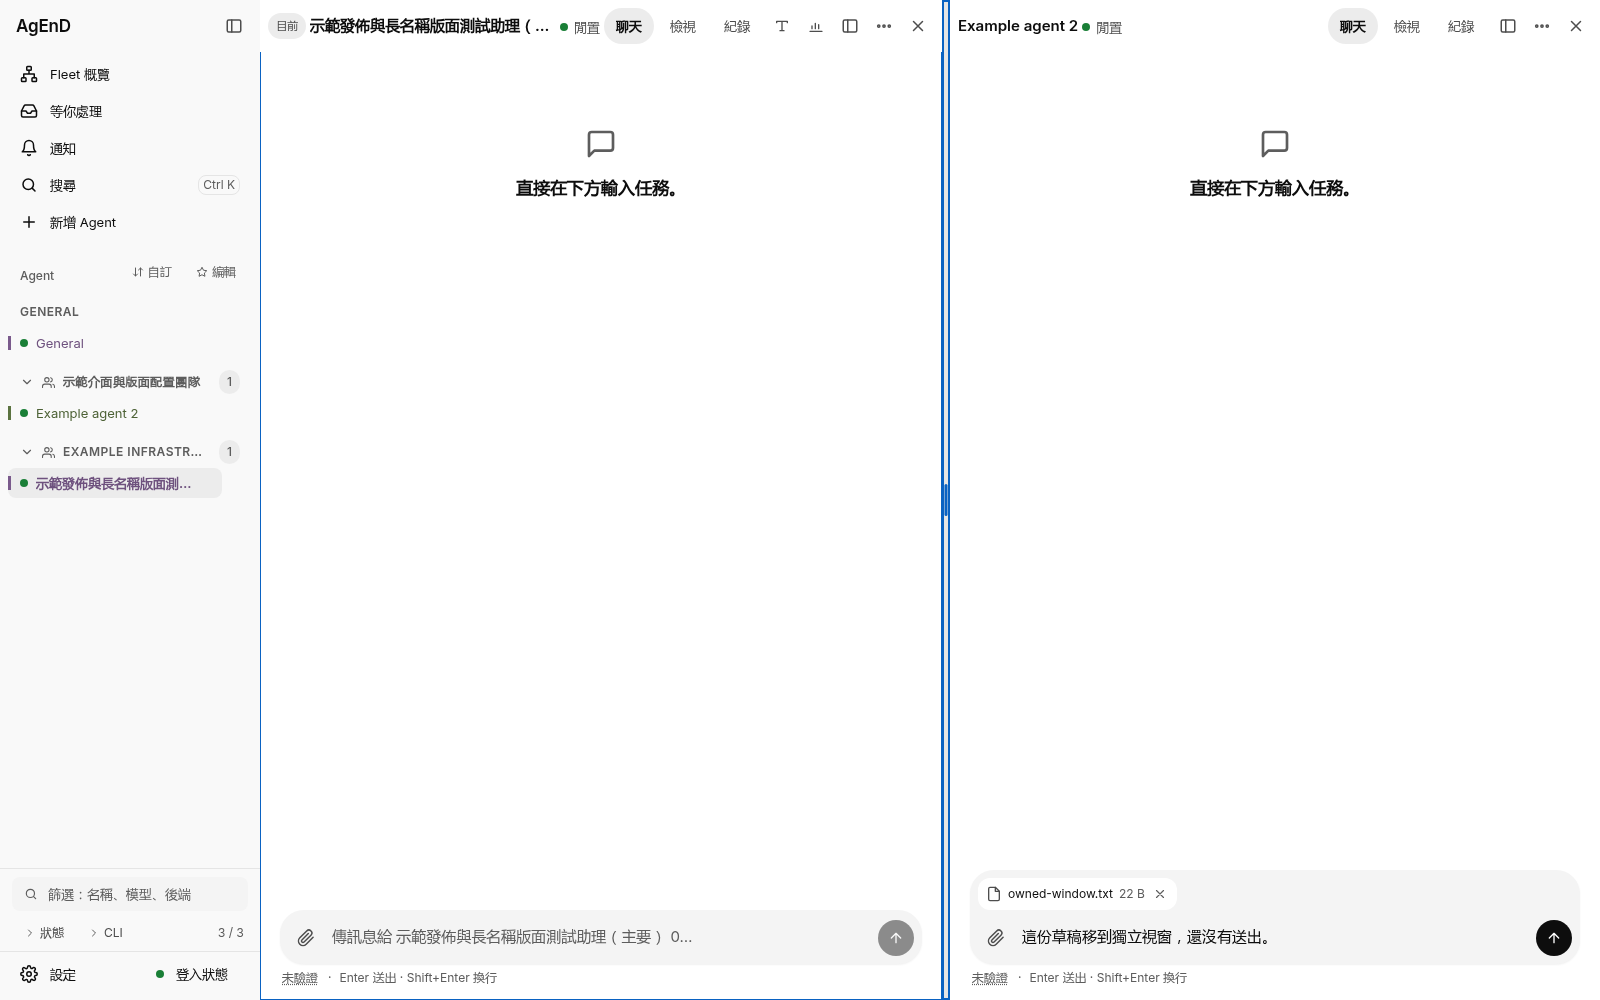 AgEnD
Fleet 概覽
等你處理
通知
搜尋 Ctrl K
新增 Agent
Agent 自訂 編輯
GENERAL
General
示範介面與版面配置團隊 1
Example agent 2
EXAMPLE INFRASTR... 1
示範發佈與長名稱版面測...
篩選：名稱、模型、後端
狀態 CLI 3 / 3
設定 登入狀態
目前 示範發佈與長名稱版面測試助理（... 閒置 聊天 檢視 紀錄
直接在下方輸入任務。
傳訊息給 示範發佈與長名稱版面測試助理（主要） 0...
未驗證 · Enter 送出 · Shift+Enter 換行
Example agent 2 閒置 聊天 檢視 紀錄
直接在下方輸入任務。
owned-window.txt 22 B
這份草稿移到獨立視窗，還沒有送出。
未驗證 · Enter 送出 · Shift+Enter 換行